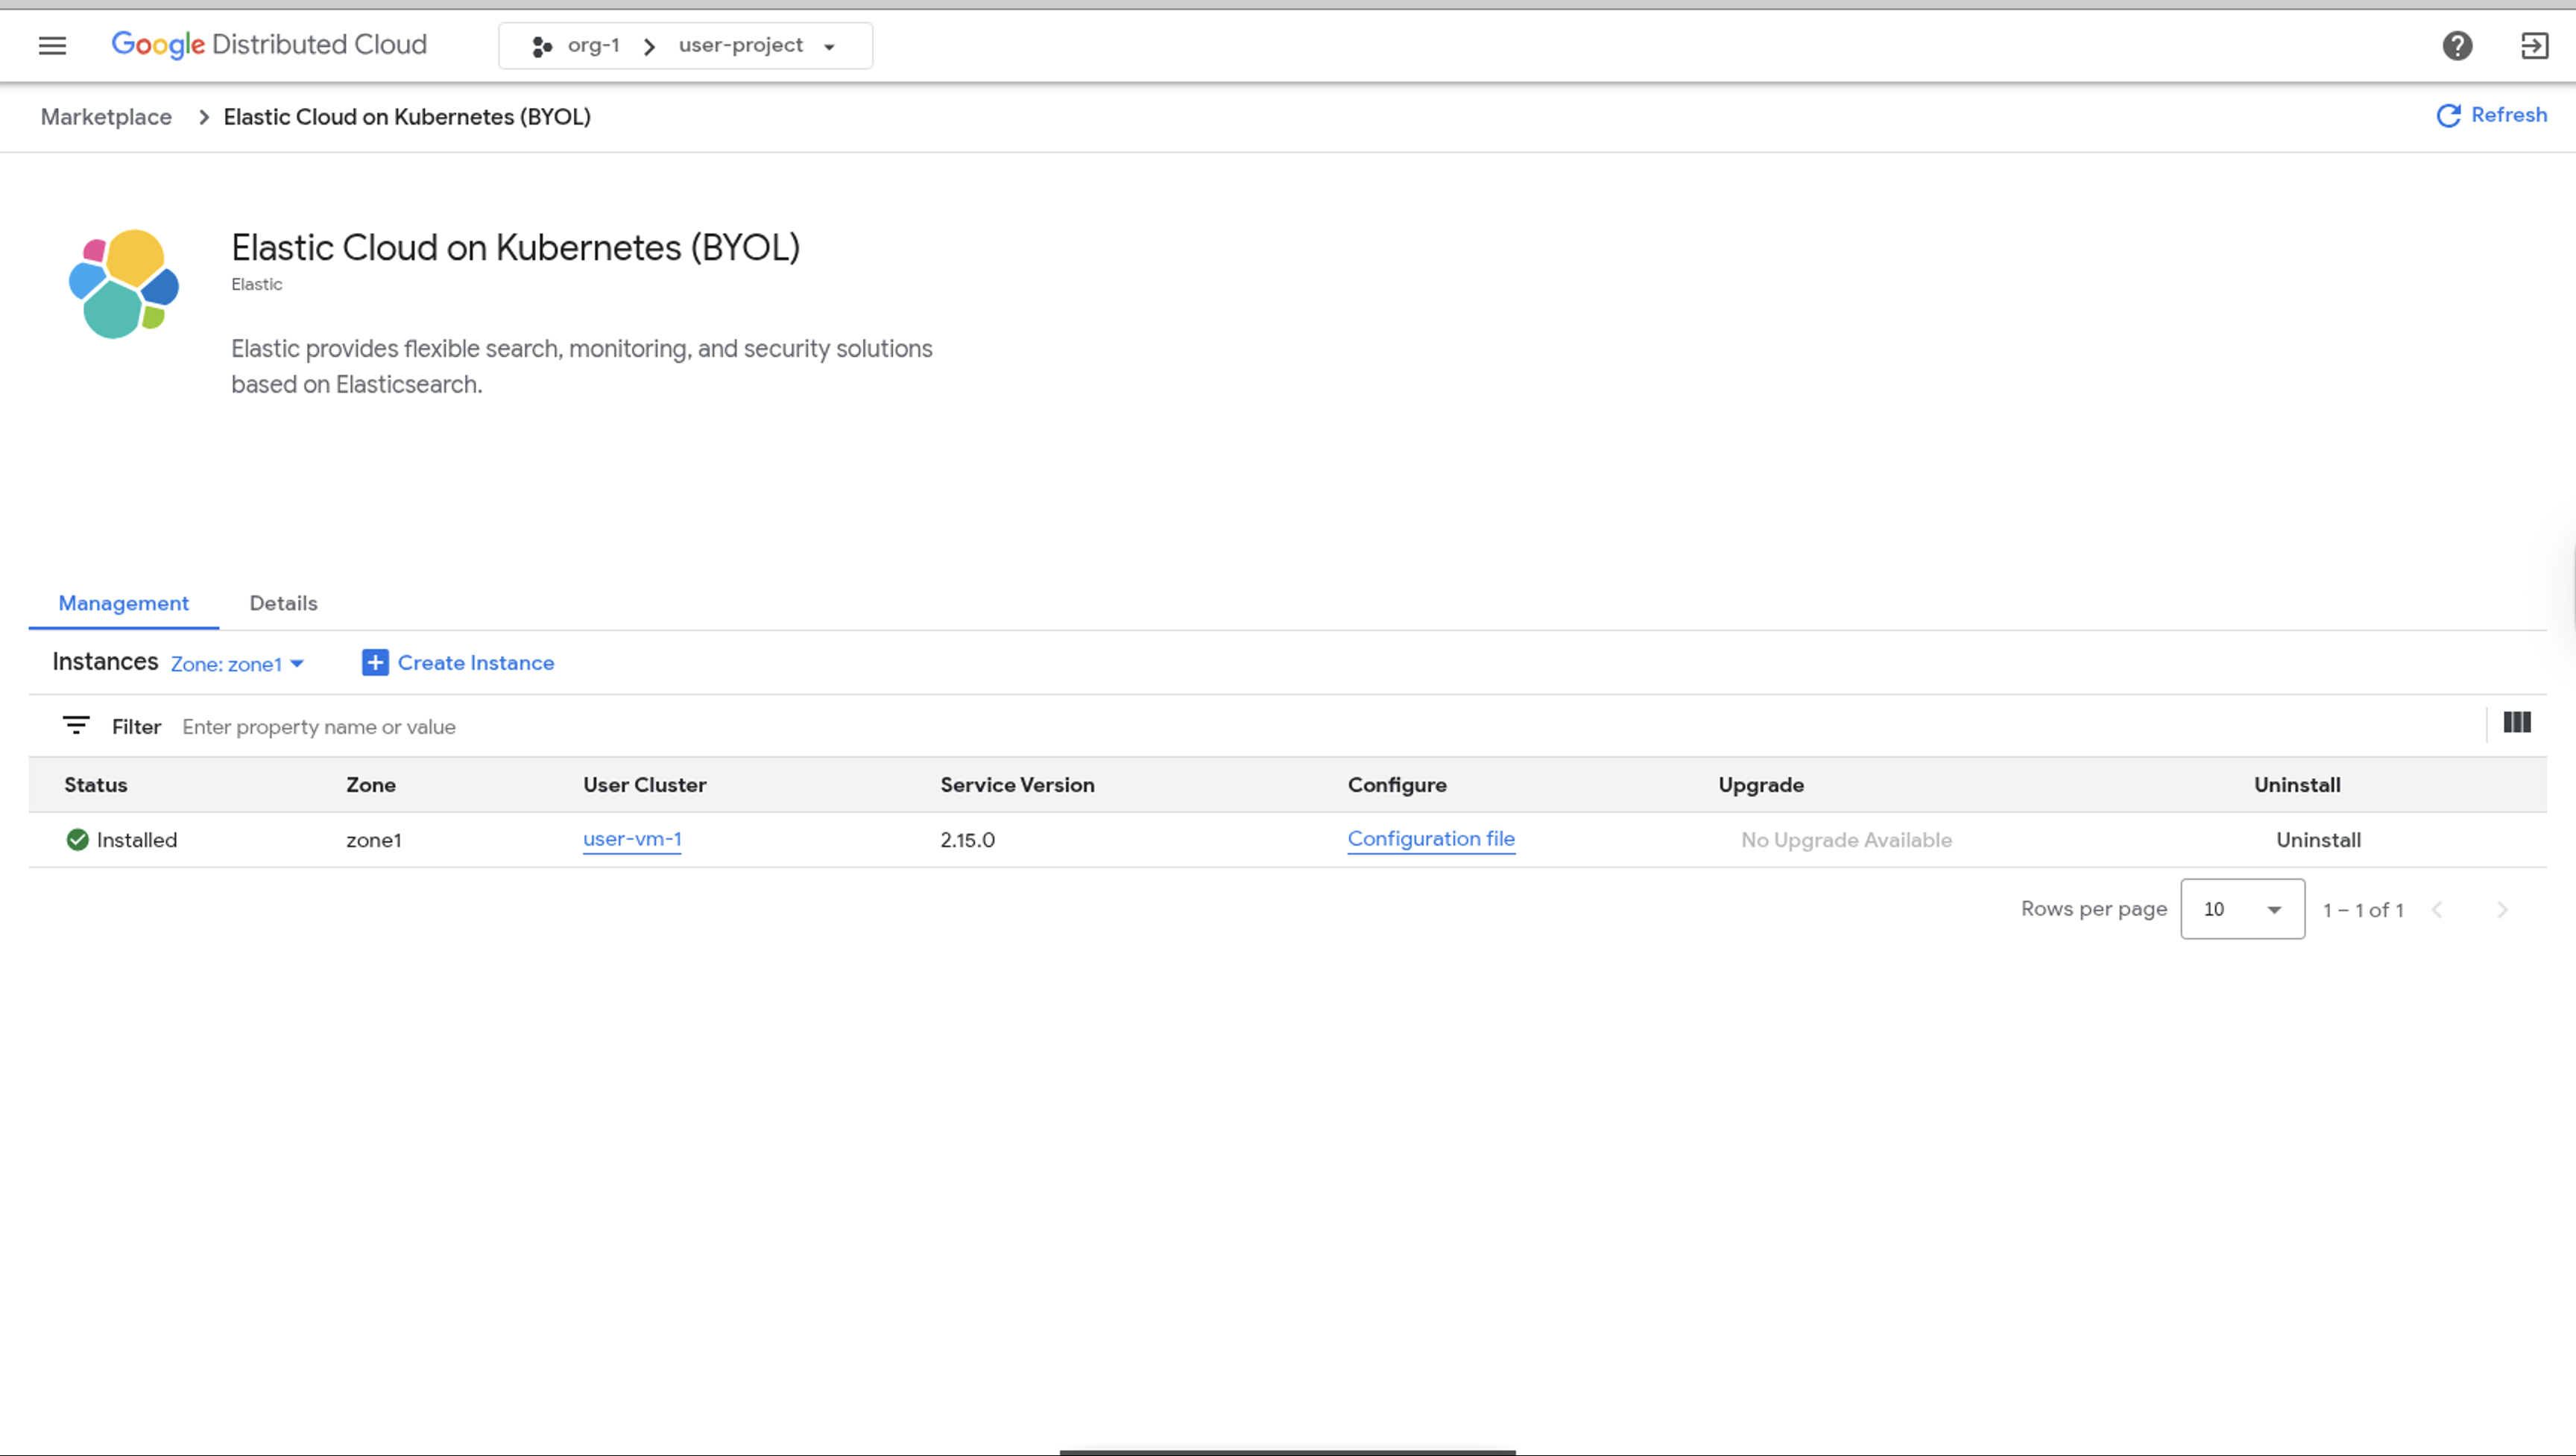 Google Distributed Cloud org-1 user-project
Marketplace Elastic Cloud on Kubernetes (BYOL) Refresh
Elastic Cloud on Kubernetes (BYOL)
Elastic
Elastic provides flexible search, monitoring, and security solutions
based on Elasticsearch.
Management Details
Instances Zone: zone1 Create Instance
Filter Enter property name or value
Status Zone User Cluster Service Version Configure Upgrade Uninstall
Installed zone1 user-vm-1 2.15.0 Configuration file No Upgrade Available Uninstall
Rows per page 10 1 – 1 of 1